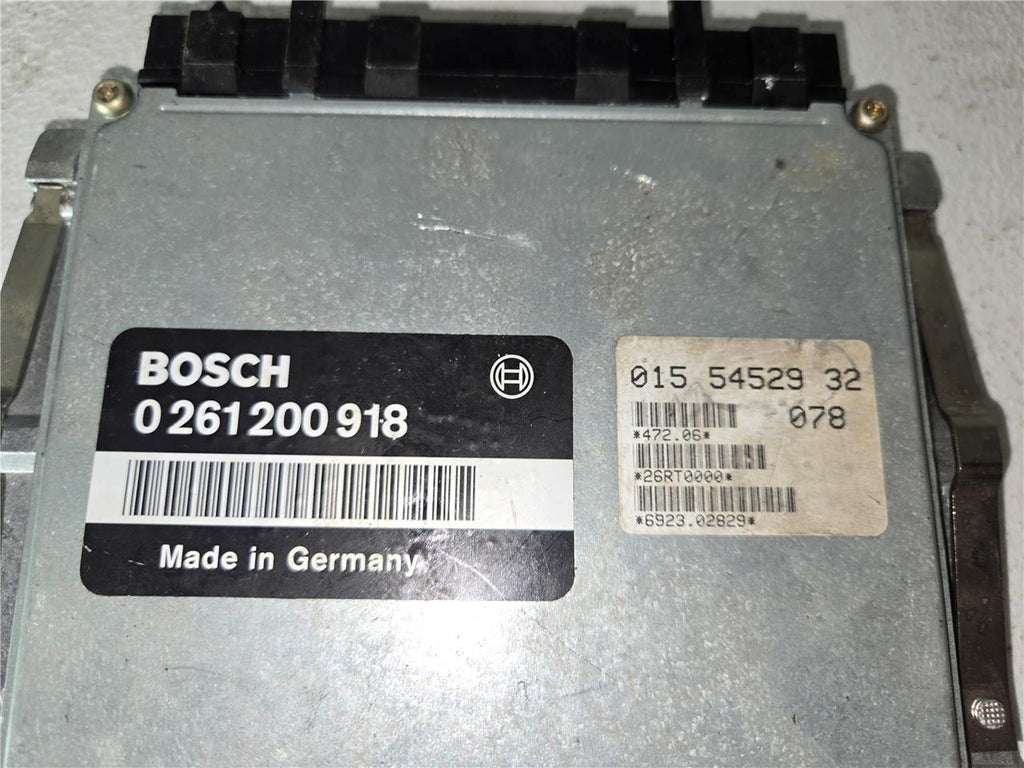 BOSCH
0 261 200 918
Made in Germany
015 54529 32
078
*472.06*
*26RT0000*
*6923.02829*